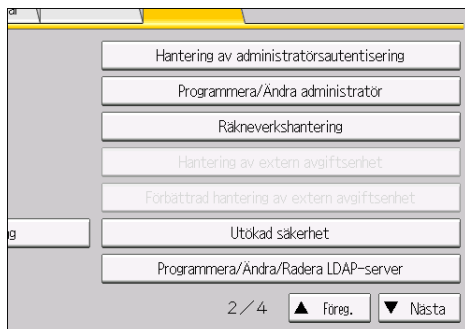 Hantering av administratörsautentisering
Programmera/Ändra administratör
Räkneverkshantering
Hantering av extern avgiftsenhet
Förbättrad hantering av extern avgiftsenhet
Utökad säkerhet
Programmera/Ändra/Radera LDAP-server
2/4 ▲ Föreg. ▼ Nästa